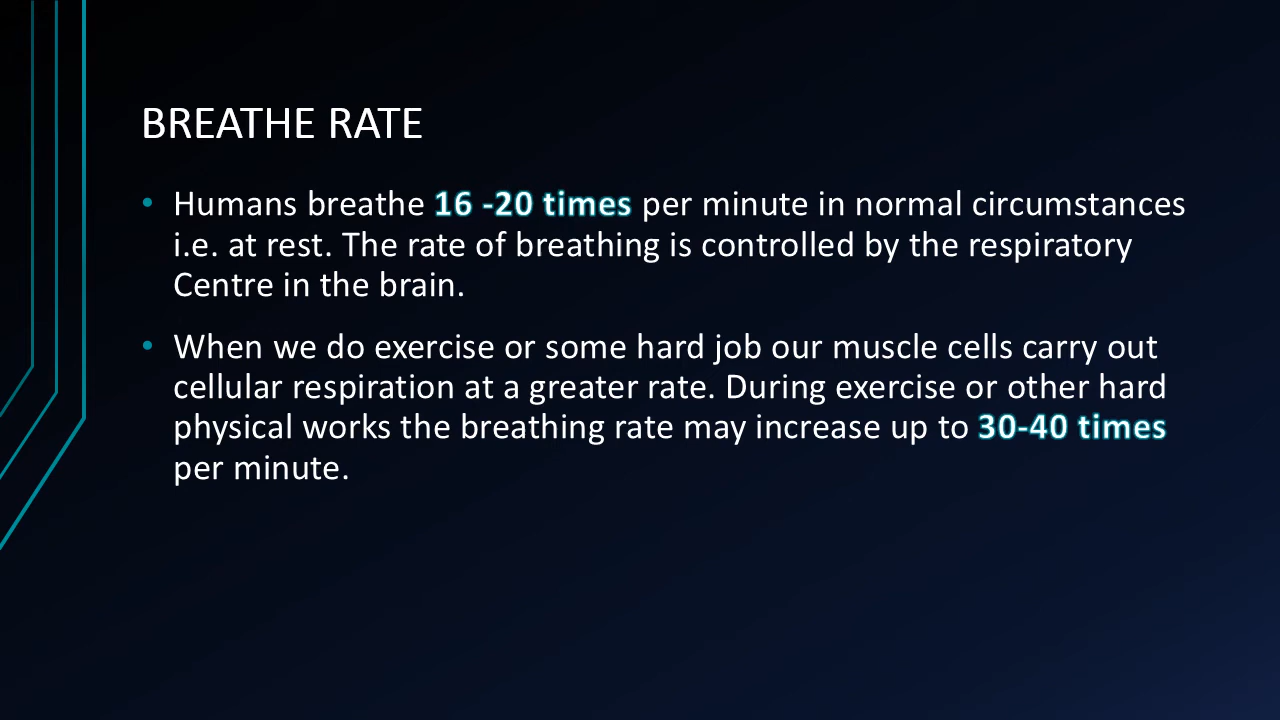 BREATHE RATE
• Humans breathe 16 -20 times per minute in normal circumstances
i.e. at rest. The rate of breathing is controlled by the respiratory
Centre in the brain.
• When we do exercise or some hard job our muscle cells carry out
cellular respiration at a greater rate. During exercise or other hard
physical works the breathing rate may increase up to 30-40 times
per minute.